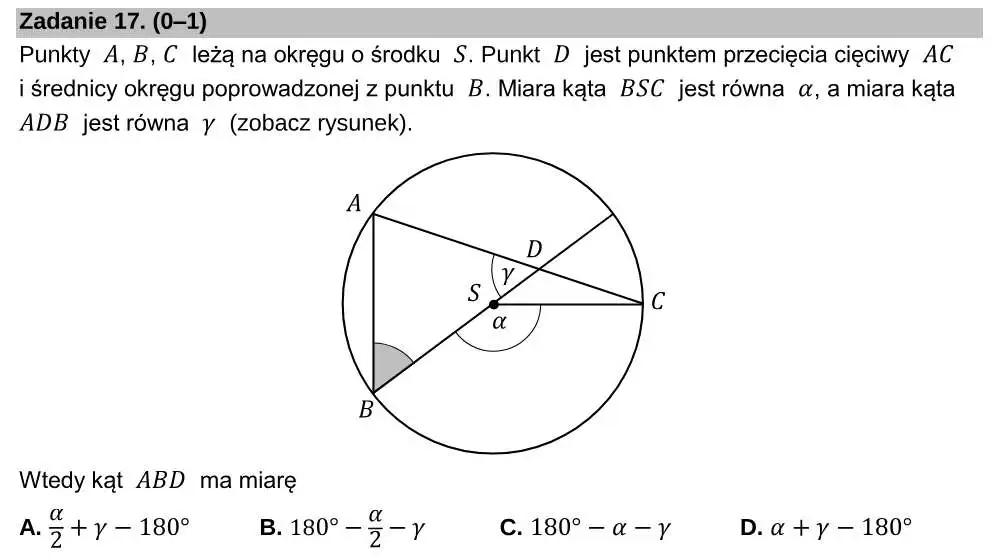 Zadanie 17. (0–1)
Punkty A, B, C leżą na okręgu o środku S. Punkt D jest punktem przecięcia cięciwy AC
i średnicy okręgu poprowadzonej z punktu B. Miara kąta BSC jest równa α, a miara kąta
ADB jest równa γ (zobacz rysunek).
A
D
γ
S
C
α
B
Wtedy kąt ABD ma miarę
A. α/2 + γ − 180° B. 180° − α/2 − γ C. 180° − α − γ D. α + γ − 180°